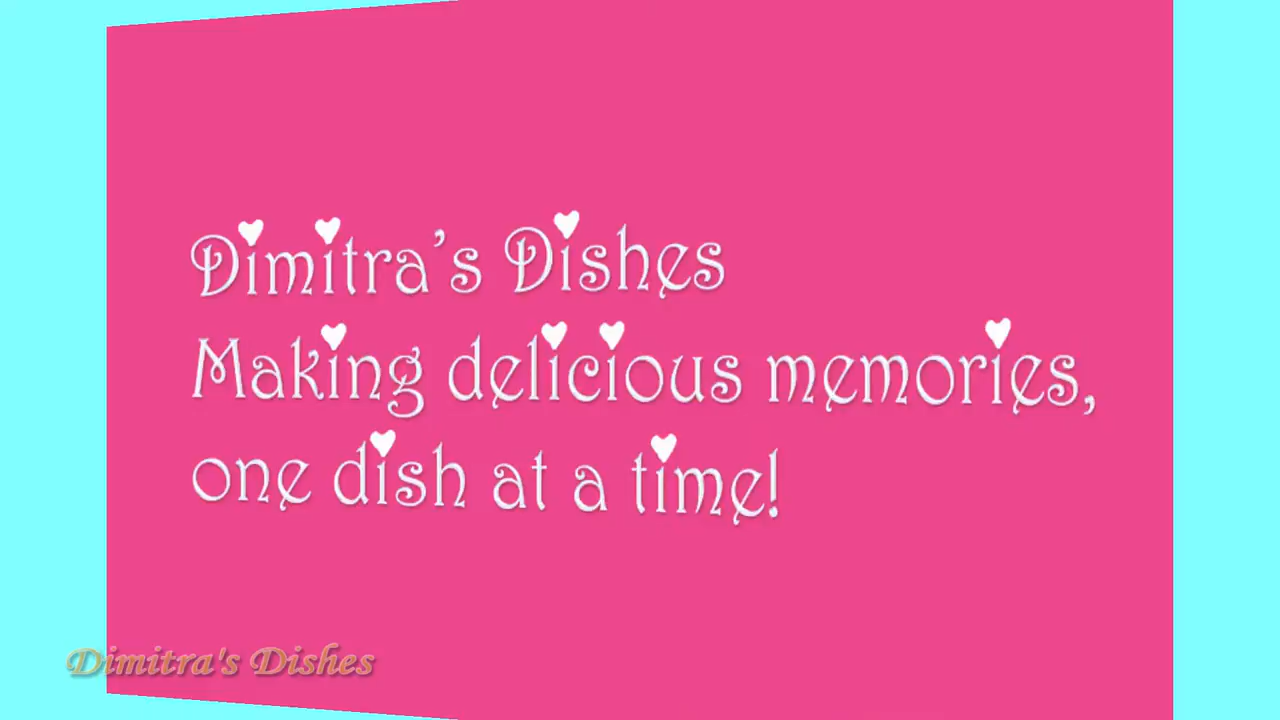 Dimitra’s Dishes
Making delicious memories,
one dish at a time!
Dimitra's Dishes